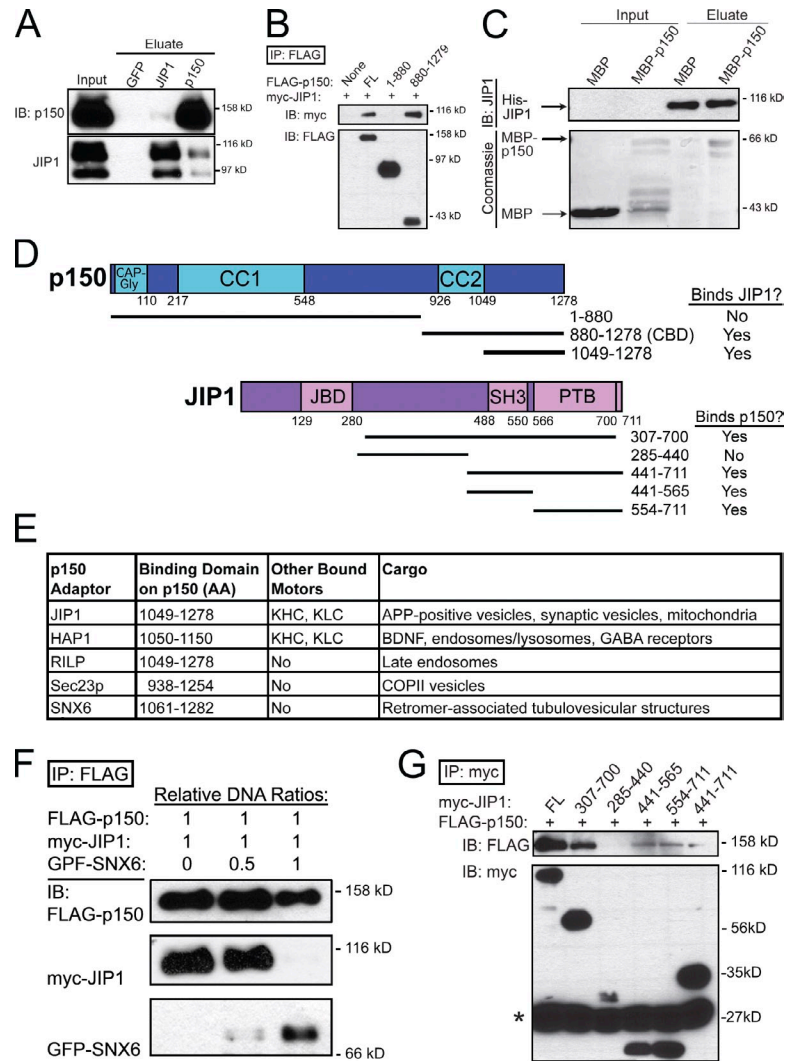 A
Eluate
Input
GFP
JIP1
p150
IB: p150
- 158 kD
JIP1
- 116 kD
97 kD
B
IP: FLAG
None
FL
1-880
880-1279
FLAG-p150:
myc-JIP1: + + + +
IB: myc
- 116 kD
IB: FLAG
- 158 kD
- 97 kD
- 43 kD
C
Input Eluate
MBP
MBP-p150
MBP
MBP-p150
IB: JIP1
His-JIP1
- 116 kD
Coomassie
MBP-p150
- 66 kD
MBP
- 43 kD
D
p150
CAP-Gly
CC1
CC2
110 217 548 926 1049 1278
Binds JIP1?
1-880 No
880-1278 (CBD) Yes
1049-1278 Yes
JIP1
JBD
SH3
PTB
129 280 488 550 566 700 711
Binds p150?
307-700 Yes
285-440 No
441-711 Yes
441-565 Yes
554-711 Yes
E
p150 Adaptor
Binding Domain on p150 (AA)
Other Bound Motors
Cargo
JIP1 1049-1278 KHC, KLC APP-positive vesicles, synaptic vesicles, mitochondria
HAP1 1050-1150 KHC, KLC BDNF, endosomes/lysosomes, GABA receptors
RILP 1049-1278 No Late endosomes
Sec23p 938-1254 No COPII vesicles
SNX6 1061-1282 No Retromer-associated tubulovesicular structures
F
IP: FLAG
Relative DNA Ratios:
FLAG-p150: 1 1 1
myc-JIP1: 1 1 1
GPF-SNX6: 0 0.5 1
IB:
FLAG-p150
- 158 kD
myc-JIP1
- 116 kD
GFP-SNX6
66 kD
G
IP: myc
FL
307-700
285-440
441-565
554-711
441-711
myc-JIP1:
FLAG-p150: + + + + + +
IB: FLAG
- 158 kD
IB: myc
- 116 kD
- 56kD
-35kD
*
-27kD